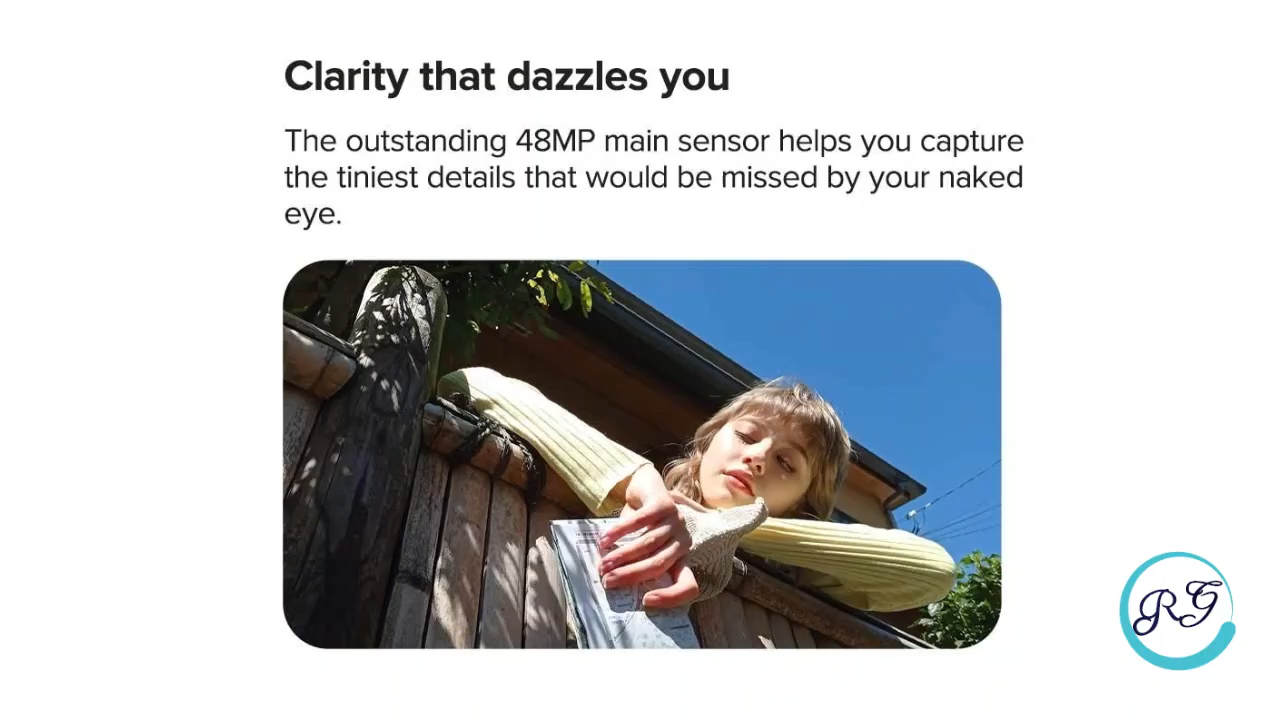 Clarity that dazzles you
The outstanding 48MP main sensor helps you capture
the tiniest details that would be missed by your naked
eye.
RG